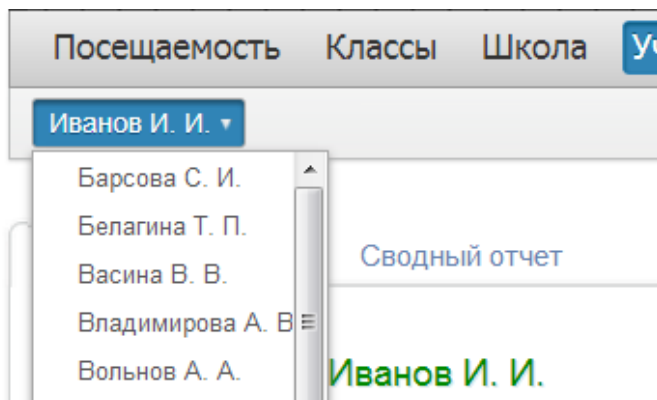 Посещаемость Классы Школа
Иванов И. И.
Барсова С. И.
Белагина Т. П.
Сводный отчет
Васина В. В.
Владимирова А. В
Вольнов А. А.
Иванов И. И.